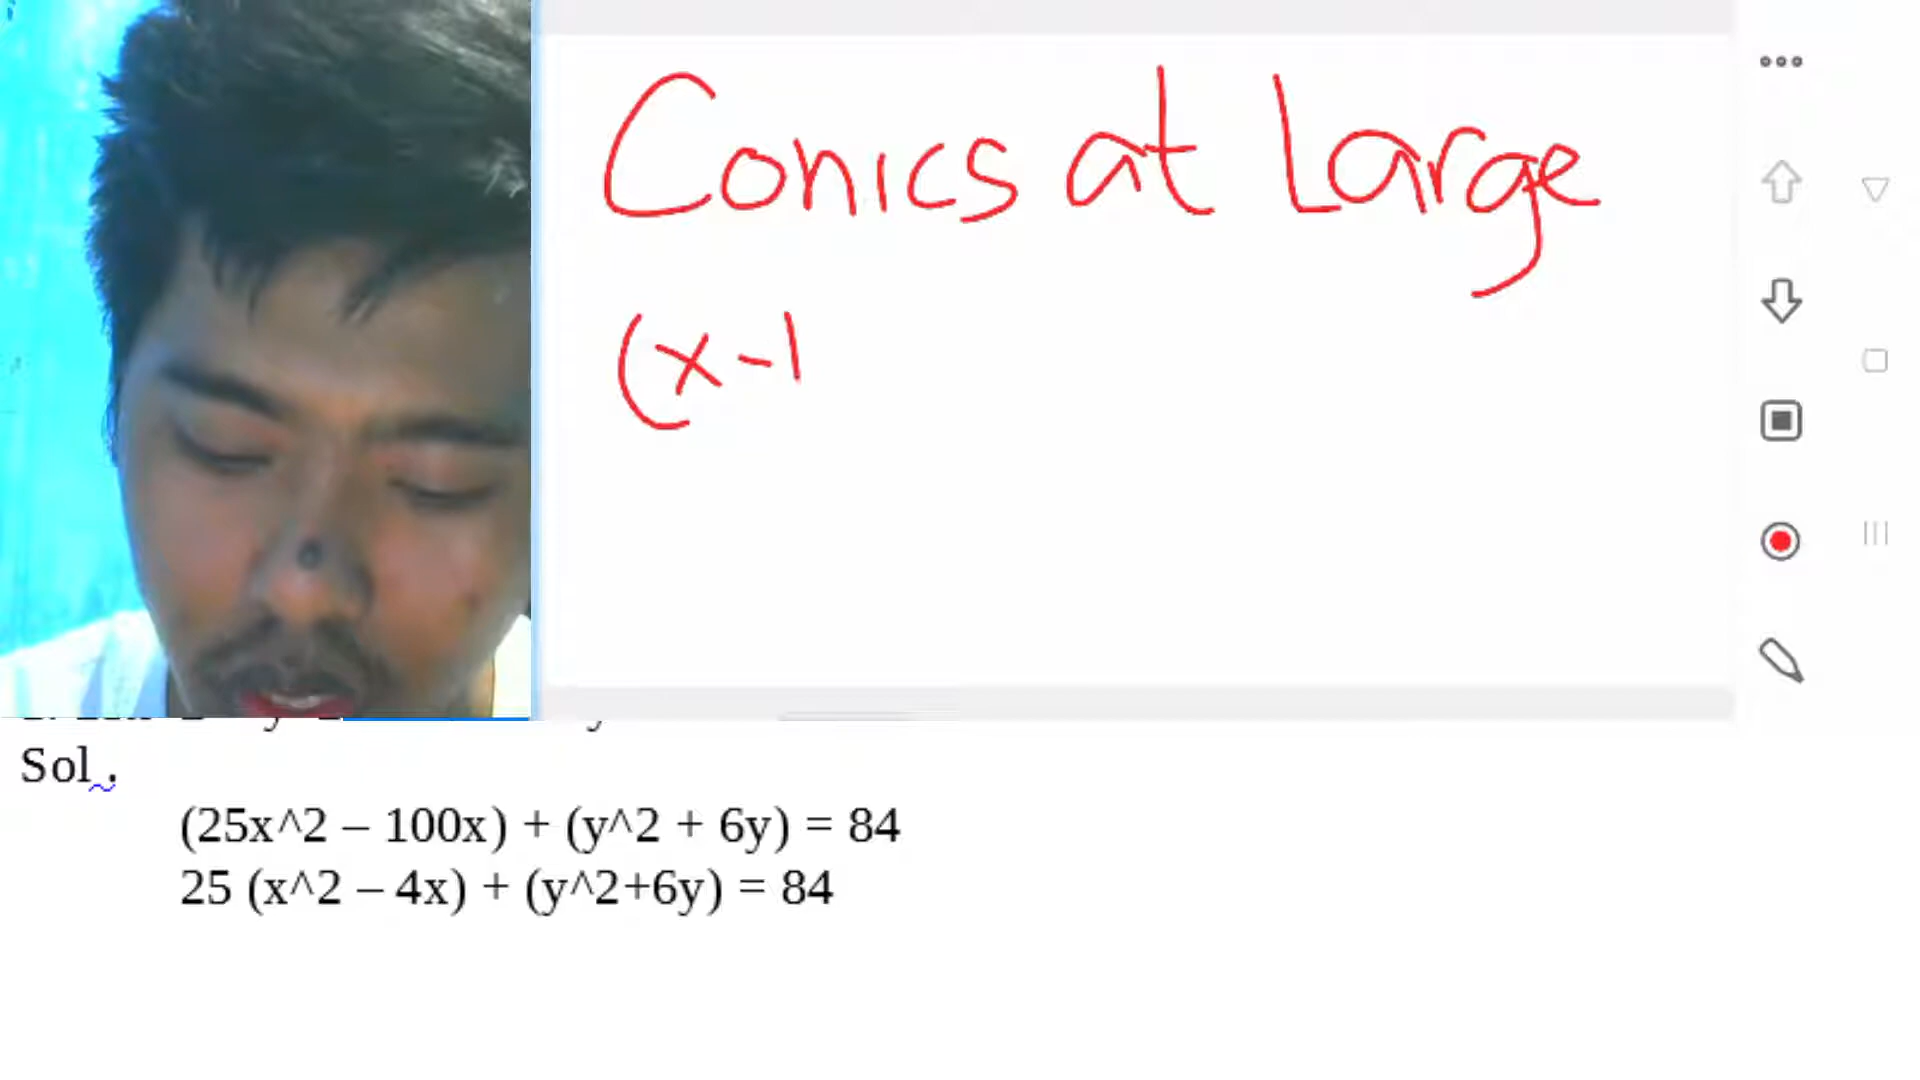 Conics at Large
(x-1
Sol .
(25x^2 – 100x) + (y^2 + 6y) = 84
25 (x^2 – 4x) + (y^2+6y) = 84